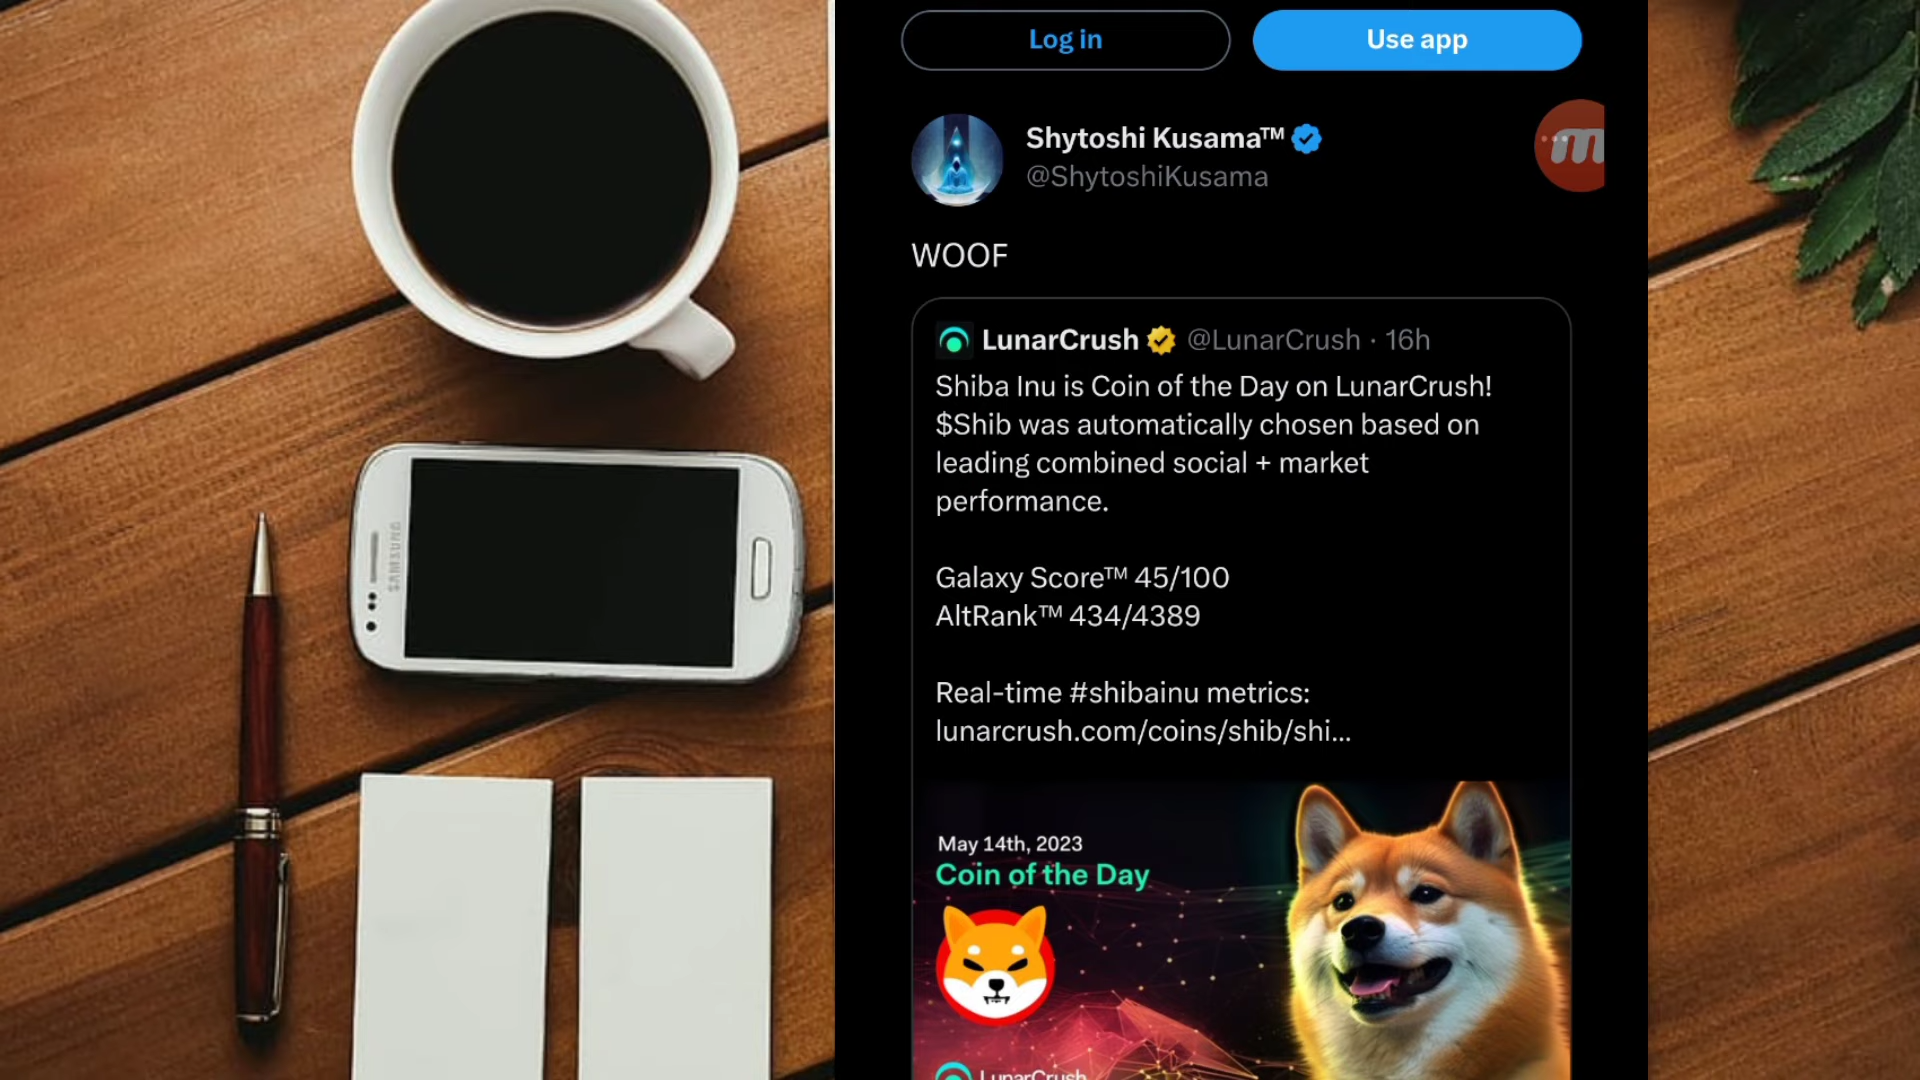 SAMSUNG
Log in
Use app
Shytoshi Kusama™
@ShytoshiKusama
m
WOOF
LunarCrush @LunarCrush · 16h
Shiba Inu is Coin of the Day on LunarCrush!
$Shib was automatically chosen based on
leading combined social + market
performance.
Galaxy Score™ 45/100
AltRank™ 434/4389
Real-time #shibainu metrics:
lunarcrush.com/coins/shib/shi...
May 14th, 2023
Coin of the Day
LunarCrush